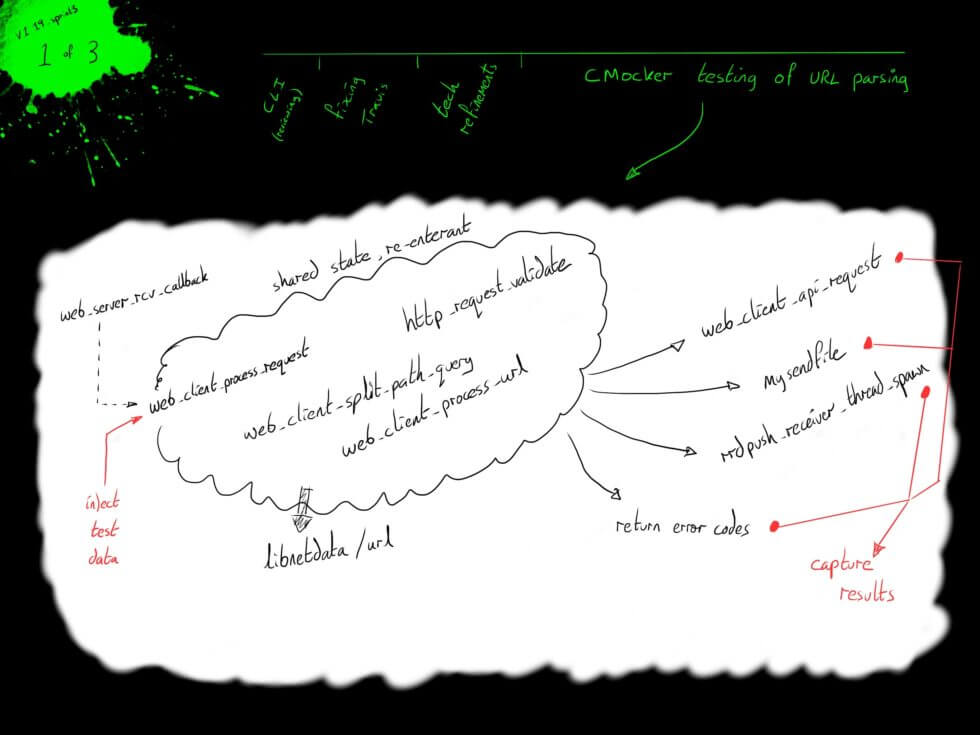 V1.19 sprints
1 of 3
CLI
(reviewing)
fixing
Travis
tech
refinements
CMocker testing of URL parsing
shared state, re-enterant
web_server_rcv_callback
http_request_validate
web_client_process_request
web_client_split_path_query
web_client_process_url
web_client_api_request
mysendfile
rrdpush_receiver_thread_spawn
return error codes
inject
test
data
libnetdata/url
capture
results